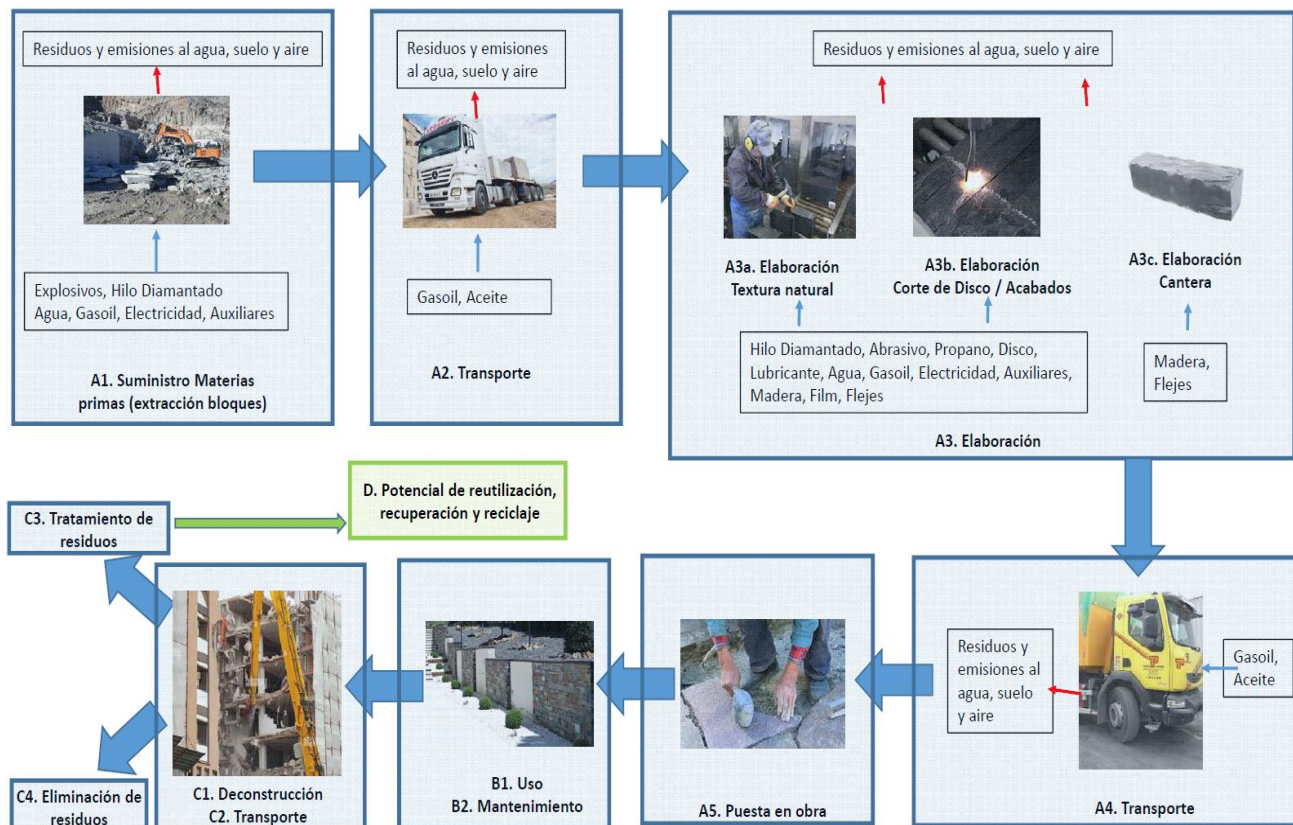 Residuos y emisiones al agua, suelo y aire
Explosivos, Hilo Diamantado
Agua, Gasoil, Electricidad, Auxiliares
A1. Suministro Materias
primas (extracción bloques)
Residuos y emisiones
al agua, suelo y aire
Gasoil, Aceite
A2. Transporte
Residuos y emisiones al agua, suelo y aire
A3a. Elaboración
Textura natural
A3b. Elaboración
Corte de Disco / Acabados
A3c. Elaboración
Cantera
Hilo Diamantado, Abrasivo, Propano, Disco,
Lubricante, Agua, Gasoil, Electricidad, Auxiliares,
Madera, Film, Flejes
Madera,
Flejes
A3. Elaboración
C3. Tratamiento de
residuos
D. Potencial de reutilización,
recuperación y reciclaje
C4. Eliminación de
residuos
C1. Deconstrucción
C2. Transporte
B1. Uso
B2. Mantenimiento
A5. Puesta en obra
Residuos y
emisiones al
agua, suelo
y aire
Gasoil,
Aceite
A4. Transporte